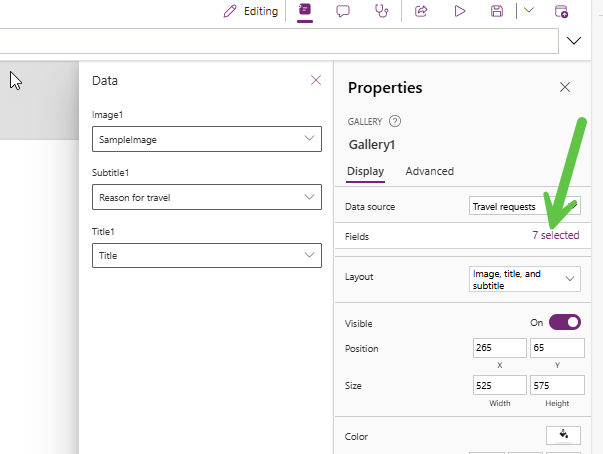 Editing
Data
Image1
SampleImage
Subtitle1
Reason for travel
Title1
Title
Properties
GALLERY ?
Gallery1
Display Advanced
Data source Travel requests
Fields 7 selected
Layout Image, title, and
subtitle
Visible On
Position 265 65
X Y
Size 525 575
Width Height
Color